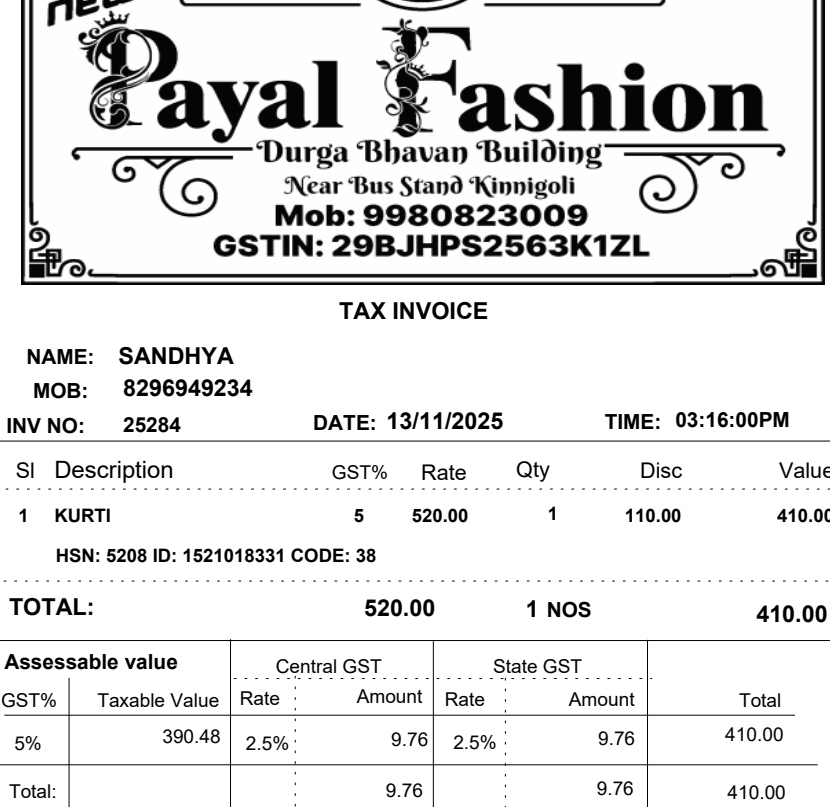 new
Payal Fashion
Durga Bhavan Building
Near Bus Stand Kinnigoli
Mob: 9980823009
GSTIN: 29BJHPS2563K1ZL
TAX INVOICE
NAME: SANDHYA
MOB: 8296949234
INV NO: 25284 DATE: 13/11/2025 TIME: 03:16:00PM
Sl Description GST% Rate Qty Disc Value
1 KURTI 5 520.00 1 110.00 410.00
HSN: 5208 ID: 1521018331 CODE: 38
TOTAL: 520.00 1 NOS 410.00
Assessable value Central GST State GST
GST% Taxable Value Rate Amount Rate Amount Total
5% 390.48 2.5% 9.76 2.5% 9.76 410.00
Total: 9.76 9.76 410.00